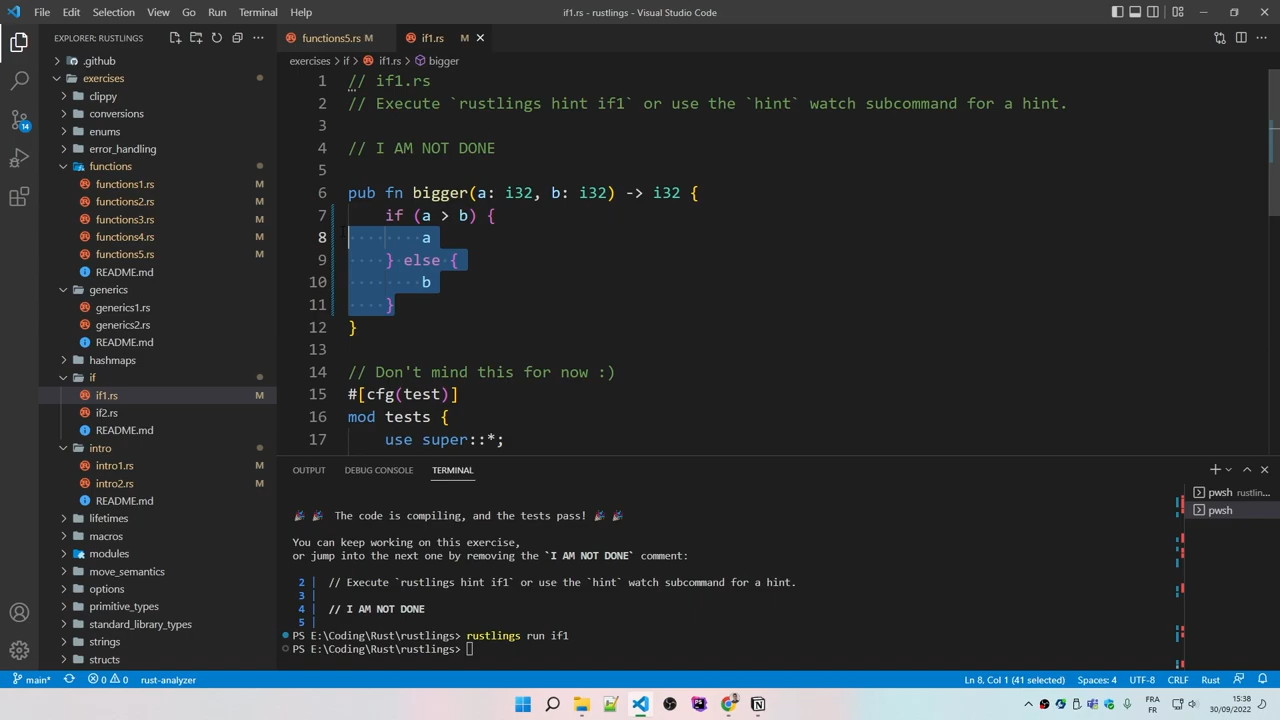 File Edit Selection View Go Run Terminal Help
if1.rs - rustlings - Visual Studio Code
EXPLORER: RUSTLINGS
.github
exercises
clippy
conversions
enums
error_handling
functions
functions1.rs M
functions2.rs M
functions3.rs M
functions4.rs M
functions5.rs M
README.md
generics
generics1.rs
generics2.rs
README.md
hashmaps
if
if1.rs M
if2.rs
README.md
intro
intro1.rs M
intro2.rs M
README.md
lifetimes
macros
modules
move_semantics
options
primitive_types
standard_library_types
strings
structs
14
functions5.rs M
if1.rs M
exercises > if > if1.rs > bigger
1 // if1.rs
2 // Execute `rustlings hint if1` or use the `hint` watch subcommand for a hint.
3
4 // I AM NOT DONE
5
6 pub fn bigger(a: i32, b: i32) -> i32 {
7 if (a > b) {
8 a
9 } else {
10 b
11 }
12 }
13
14 // Don't mind this for now :)
15 #[cfg(test)]
16 mod tests {
17 use super::*;
OUTPUT DEBUG CONSOLE TERMINAL
The code is compiling, and the tests pass!
You can keep working on this exercise,
or jump into the next one by removing the `I AM NOT DONE` comment:
2 | // Execute `rustlings hint if1` or use the `hint` watch subcommand for a hint.
3 |
4 | // I AM NOT DONE
5 |
PS E:\Coding\Rust\rustlings> rustlings run if1
PS E:\Coding\Rust\rustlings>
pwsh rustlin...
pwsh
main* 0 0 rust-analyzer
Ln 8, Col 1 (41 selected) Spaces: 4 UTF-8 CRLF Rust
FRA
FR
15:38
30/09/2022